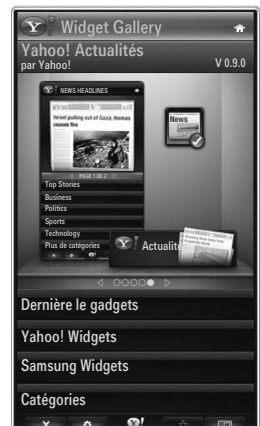 Widget Gallery
Yahoo! Actualités
par Yahoo! V 0.9.0
NEWS HEADLINES
Israel pulling out of Gaza; Hamas
ceases fire
PAGE 1 DE 2
Top Stories
Business
Politics
Sports
Technology
Plus de catégories
News
Actualité
Dernière le gadgets
Yahoo! Widgets
Samsung Widgets
Catégories